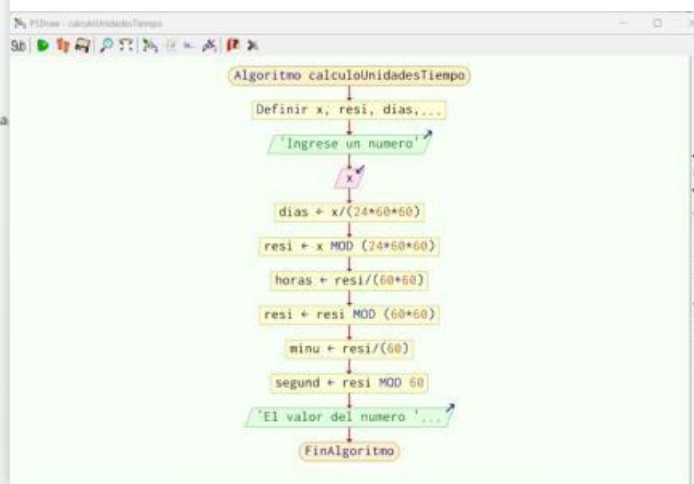 PSDraw - calculoUnidadesTiempo
Sub
Algoritmo calculoUnidadesTiempo
Definir x, resi, dias,...
'Ingrese un numero'
x
dias ← x/(24*60*60)
resi ← x MOD (24*60*60)
horas ← resi/(60*60)
resi ← resi MOD (60*60)
minu ← resi/(60)
segund ← resi MOD 60
'El valor del numero '...
FinAlgoritmo